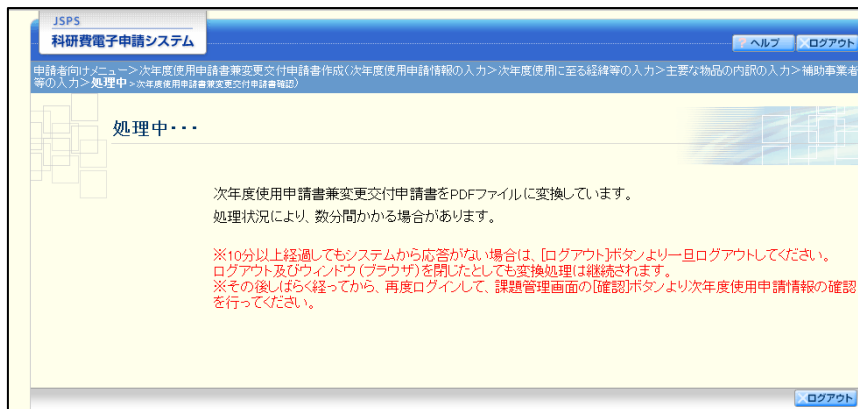 JSPS
科研費電子申請システム
? ヘルプ
ログアウト
申請者向けメニュー>次年度使用申請書兼変更交付申請書作成(次年度使用申請情報の入力>次年度使用に至る経緯等の入力>主要な物品の内訳の入力>補助事業者
等の入力>処理中>次年度使用申請書兼変更交付申請書確認)
処理中・・・
次年度使用申請書兼変更交付申請書をPDFファイルに変換しています。
処理状況により、数分間かかる場合があります。
※10分以上経過してもシステムから応答がない場合は、[ログアウト]ボタンより一旦ログアウトしてください。
ログアウト及びウィンドウ(ブラウザ)を閉じたとしても変換処理は継続されます。
※その後しばらく経ってから、再度ログインして、課題管理画面の[確認]ボタンより次年度使用申請情報の確認
を行ってください。
ログアウト